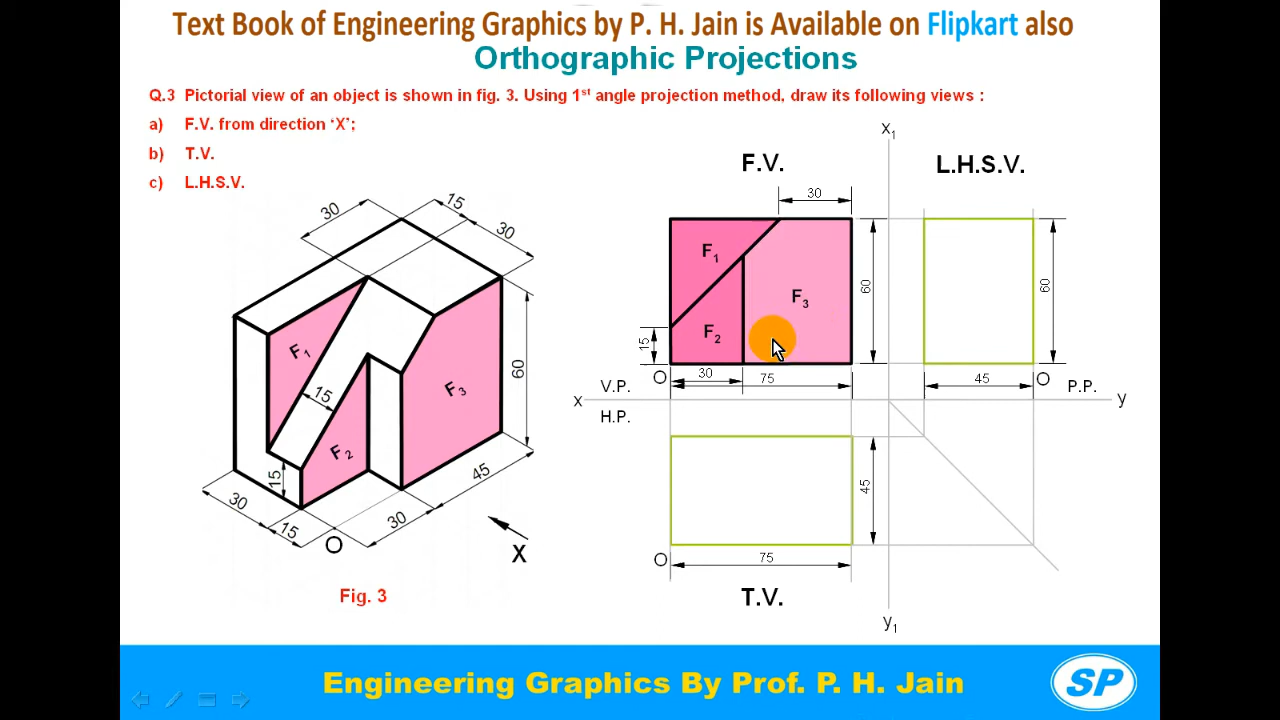 Text Book of Engineering Graphics by P. H. Jain is Available on Flipkart also
Orthographic Projections
Q.3 Pictorial view of an object is shown in fig. 3. Using 1st angle projection method, draw its following views :
a) F.V. from direction ‘X’;
b) T.V.
c) L.H.S.V.
30
15
30
F1
15
F2
F3
60
15
30
15
O
30
45
X
Fig. 3
x1
F.V.
L.H.S.V.
30
F1
F2
F3
15
60
60
O
30
75
45
O
V.P.
P.P.
x
y
H.P.
45
O
75
T.V.
y1
Engineering Graphics By Prof. P. H. Jain
SP